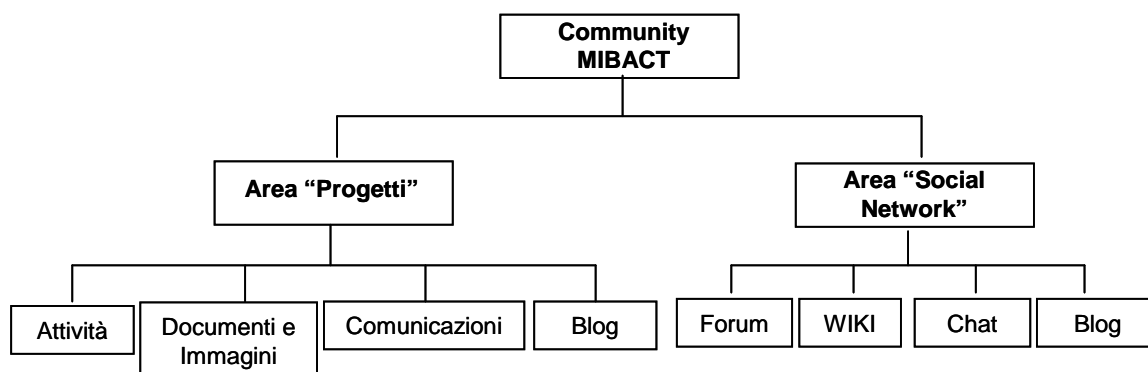 Community
MIBACT
Area “Progetti”
Area “Social
Network”
Attività
Documenti e
Immagini
Comunicazioni
Blog
Forum
WIKI
Chat
Blog